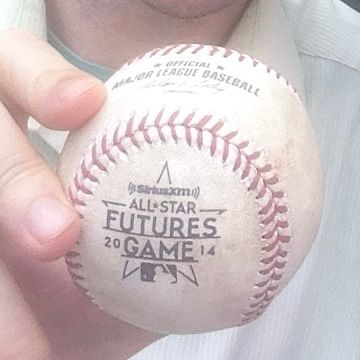 OFFICIAL
MAJOR LEAGUE BASEBALL
SiriusXM
ALL★STAR
FUTURES
20 GAME 14